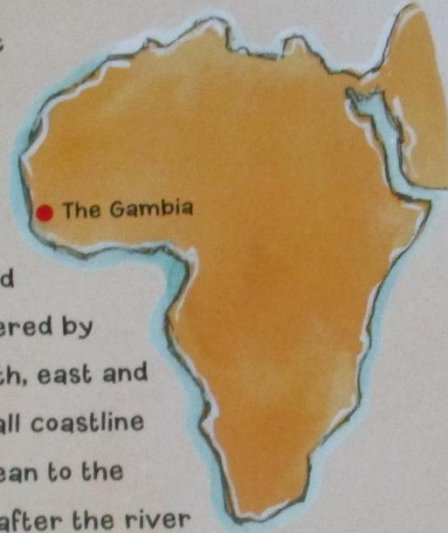 The Gambia
d
ered by
th, east and
all coastline
ean to the
after the river